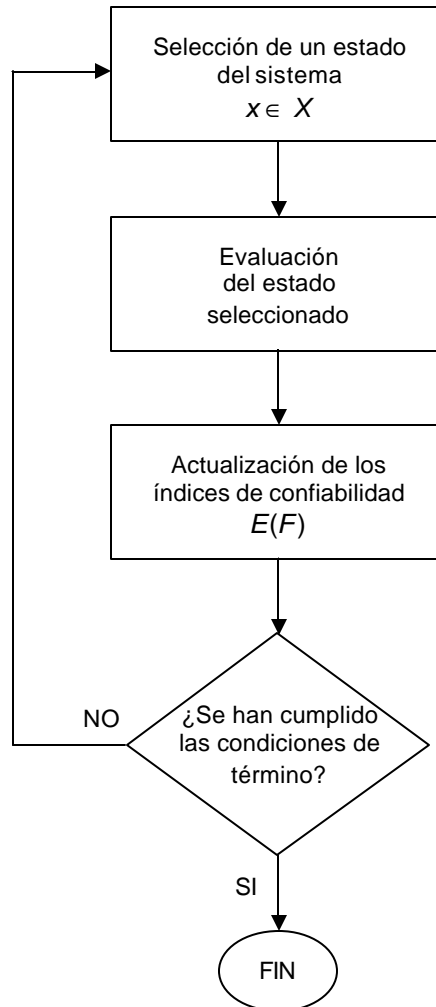 Selección de un estado
del sistema
x ∈ X
Evaluación
del estado
seleccionado
Actualización de los
índices de confiabilidad
E(F)
¿Se han cumplido
las condiciones de
término?
NO
SI
FIN